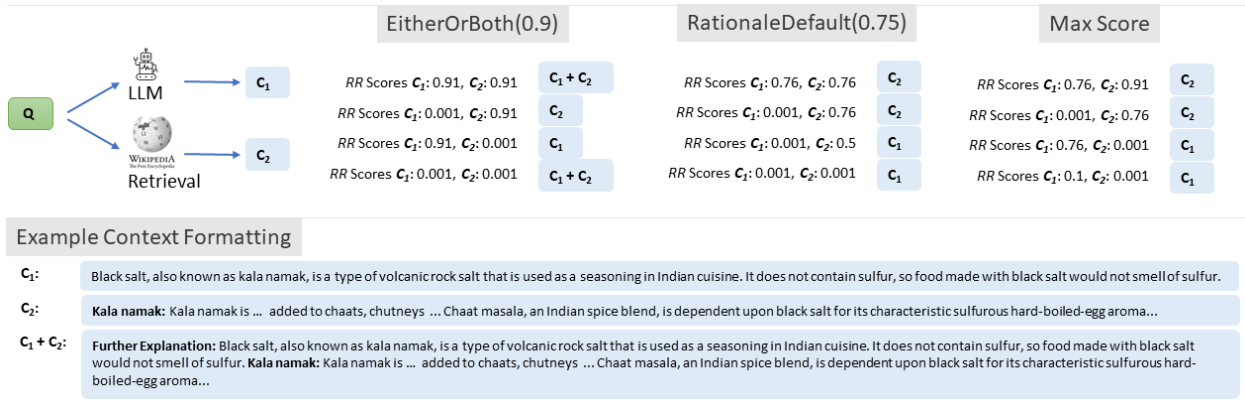 EitherOrBoth(0.9)
RationaleDefault(0.75)
Max Score
Q
LLM
C₁
WIKIPEDIA
The Free Encyclopedia
Retrieval
C₂
RR Scores C₁: 0.91, C₂: 0.91 C₁ + C₂
RR Scores C₁: 0.001, C₂: 0.91 C₂
RR Scores C₁: 0.91, C₂: 0.001 C₁
RR Scores C₁: 0.001, C₂: 0.001 C₁ + C₂
RR Scores C₁: 0.76, C₂: 0.76 C₂
RR Scores C₁: 0.001, C₂: 0.76 C₂
RR Scores C₁: 0.001, C₂: 0.5 C₁
RR Scores C₁: 0.001, C₂: 0.001 C₁
RR Scores C₁: 0.76, C₂: 0.91 C₂
RR Scores C₁: 0.001, C₂: 0.76 C₂
RR Scores C₁: 0.76, C₂: 0.001 C₁
RR Scores C₁: 0.1, C₂: 0.001 C₁
Example Context Formatting
C₁: Black salt, also known as kala namak, is a type of volcanic rock salt that is used as a seasoning in Indian cuisine. It does not contain sulfur, so food made with black salt would not smell of sulfur.
C₂: Kala namak: Kala namak is ... added to chaats, chutneys ... Chaat masala, an Indian spice blend, is dependent upon black salt for its characteristic sulfurous hard-boiled-egg aroma...
C₁ + C₂: Further Explanation: Black salt, also known as kala namak, is a type of volcanic rock salt that is used as a seasoning in Indian cuisine. It does not contain sulfur, so food made with black salt
would not smell of sulfur. Kala namak: Kala namak is ... added to chaats, chutneys ... Chaat masala, an Indian spice blend, is dependent upon black salt for its characteristic sulfurous hard-
boiled-egg aroma...